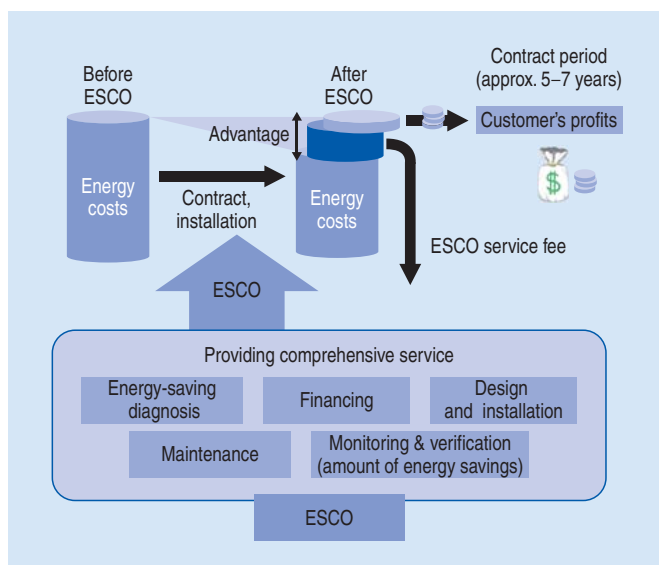 Before
ESCO
After
ESCO
Contract period
(approx. 5–7 years)
Advantage
Customer's profits
Energy
costs
Contract,
installation
Energy
costs
$
ESCO service fee
ESCO
Providing comprehensive service
Energy-saving
diagnosis
Financing
Design
and installation
Maintenance
Monitoring & verification
(amount of energy savings)
ESCO